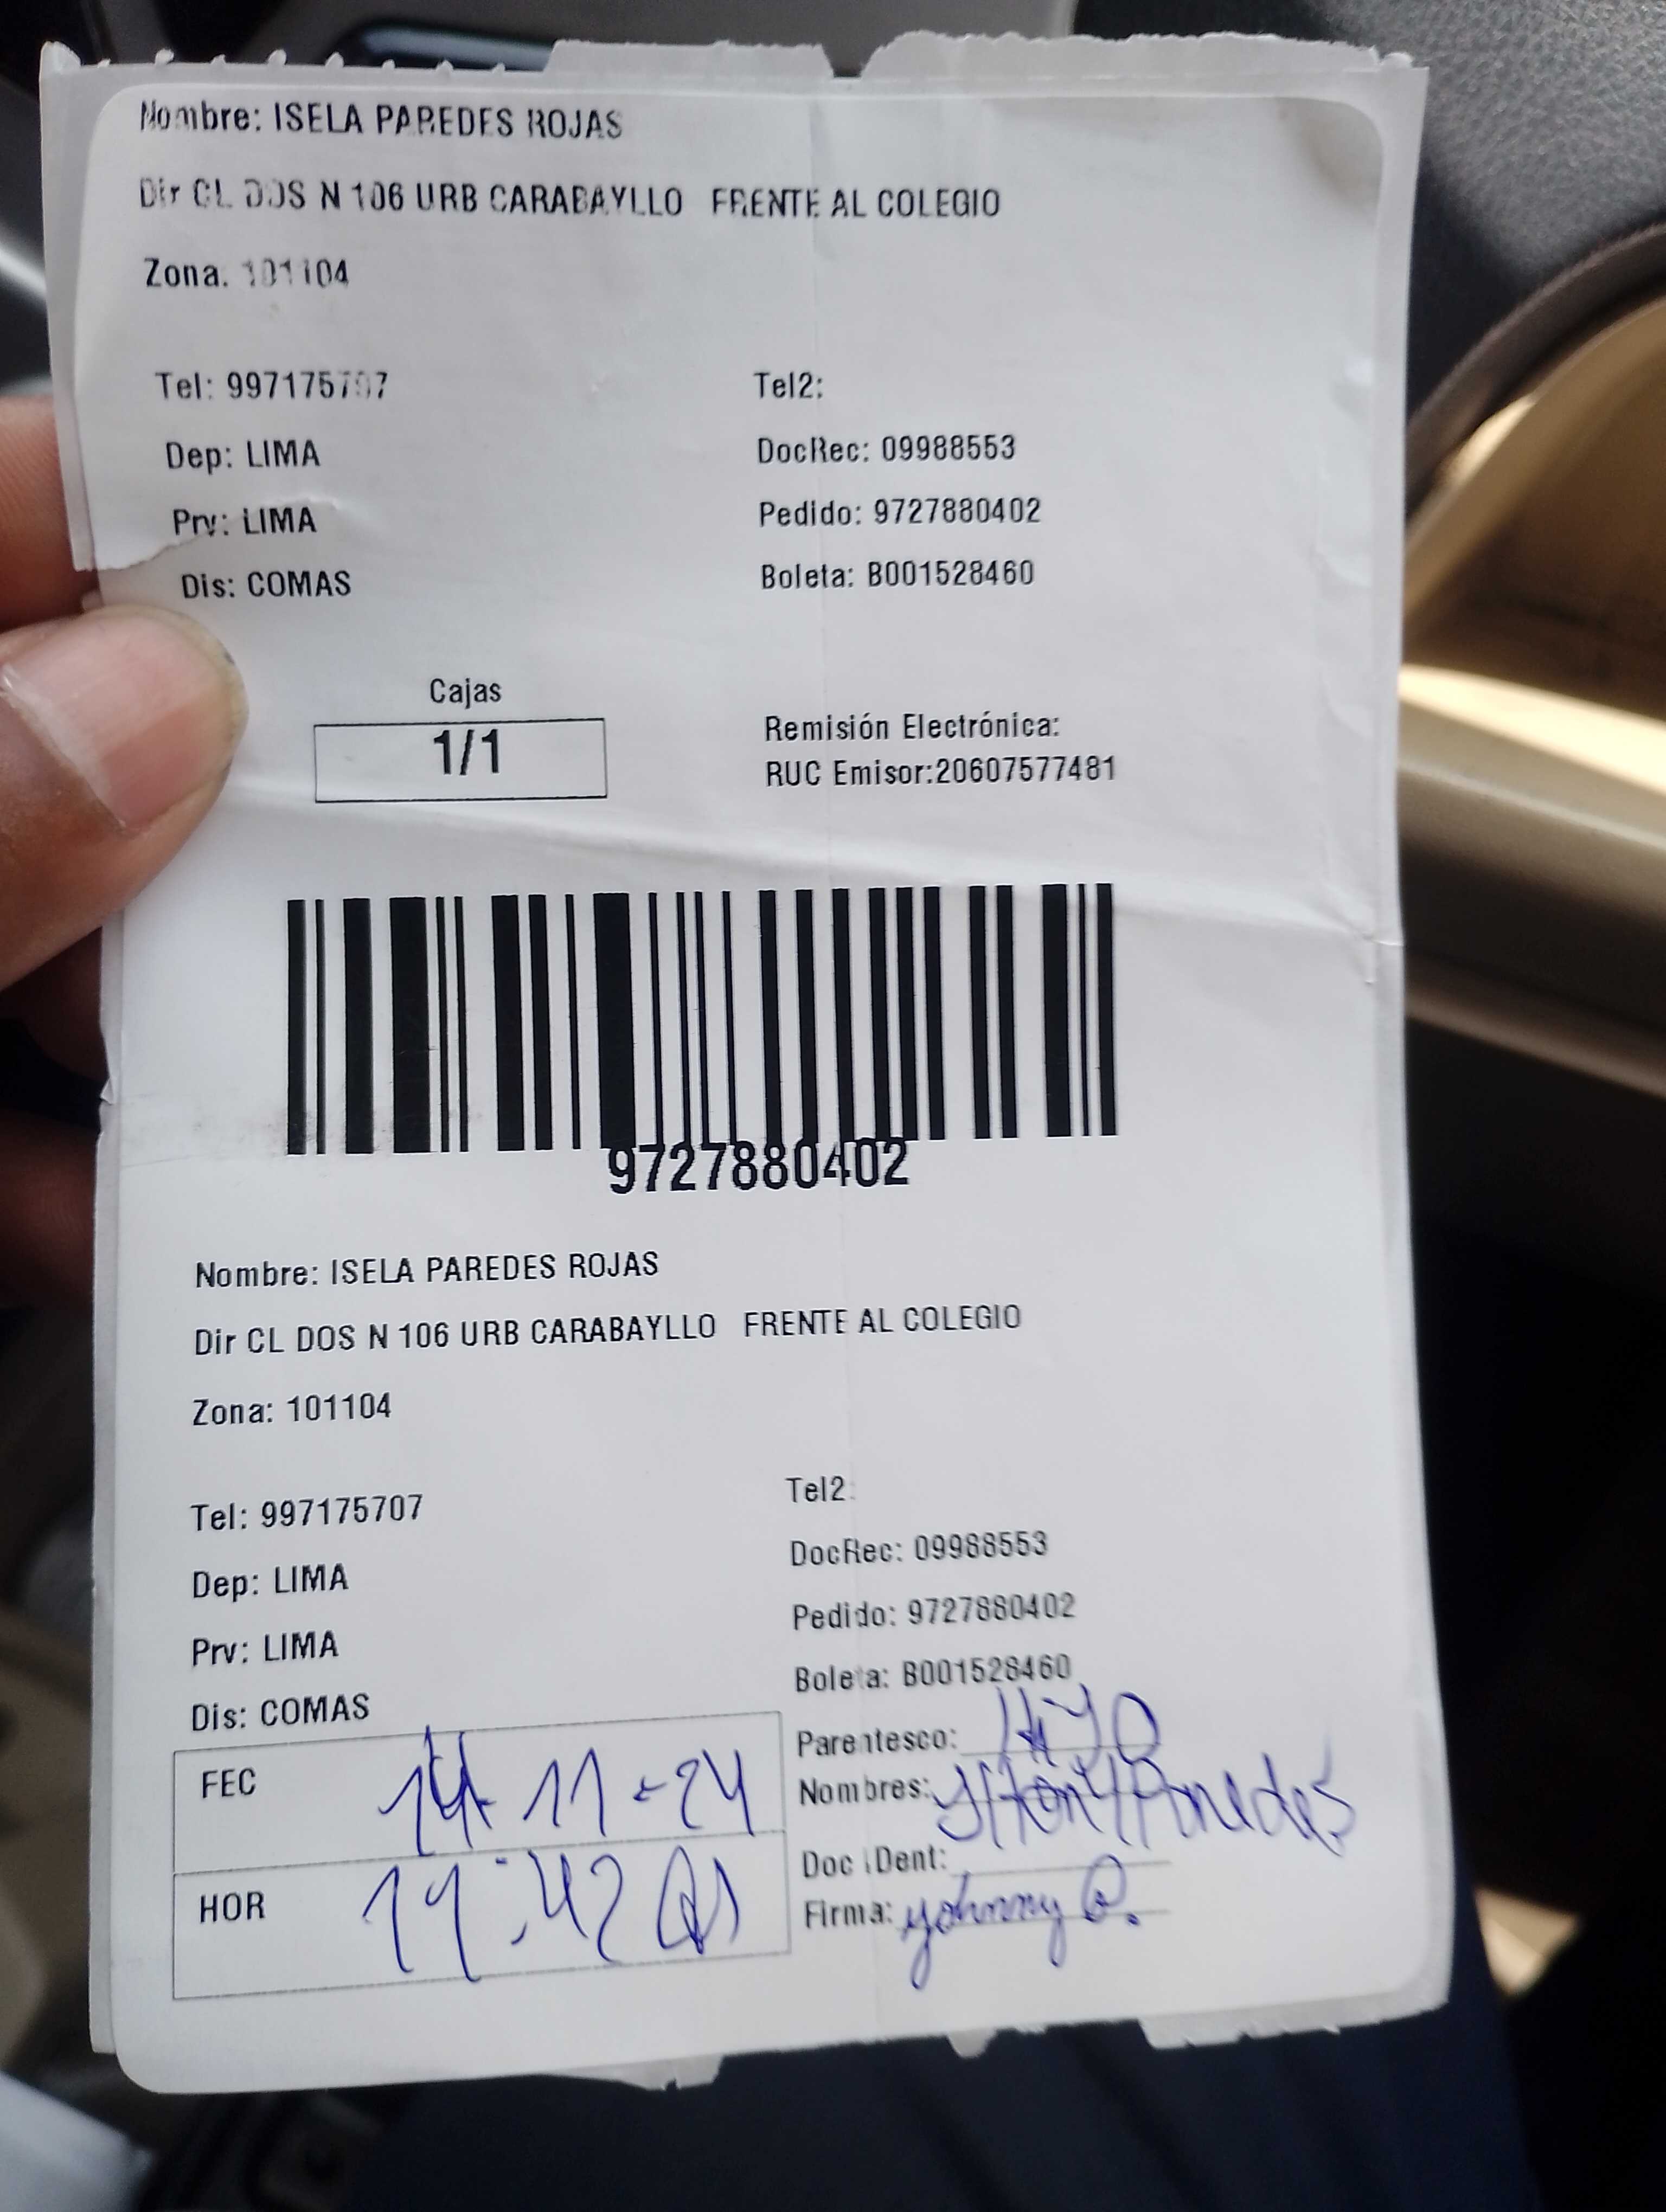 Nombre: ISELA PAREDES ROJAS
Dir CL DOS N 106 URB CARABAYLLO FRENTE AL COLEGIO
Zona. 101104
Tel: 997175707 Tel2:
Dep: LIMA DocRec: 09988553
Prv: LIMA Pedido: 9727880402
Dis: COMAS Boleta: B001528460
Cajas
1/1
Remisión Electrónica:
RUC Emisor:20607577481
9727880402
Nombre: ISELA PAREDES ROJAS
Dir CL DOS N 106 URB CARABAYLLO FRENTE AL COLEGIO
Zona: 101104
Tel: 997175707 Tel2:
Dep: LIMA DocRec: 09988553
Prv: LIMA Pedido: 9727880402
Dis: COMAS Boleta: B001528460
FEC 14-11-24
HOR
Parentesco: HIJO
Nombres: Paredes
Doc iDent:
Firma: yohnny P.